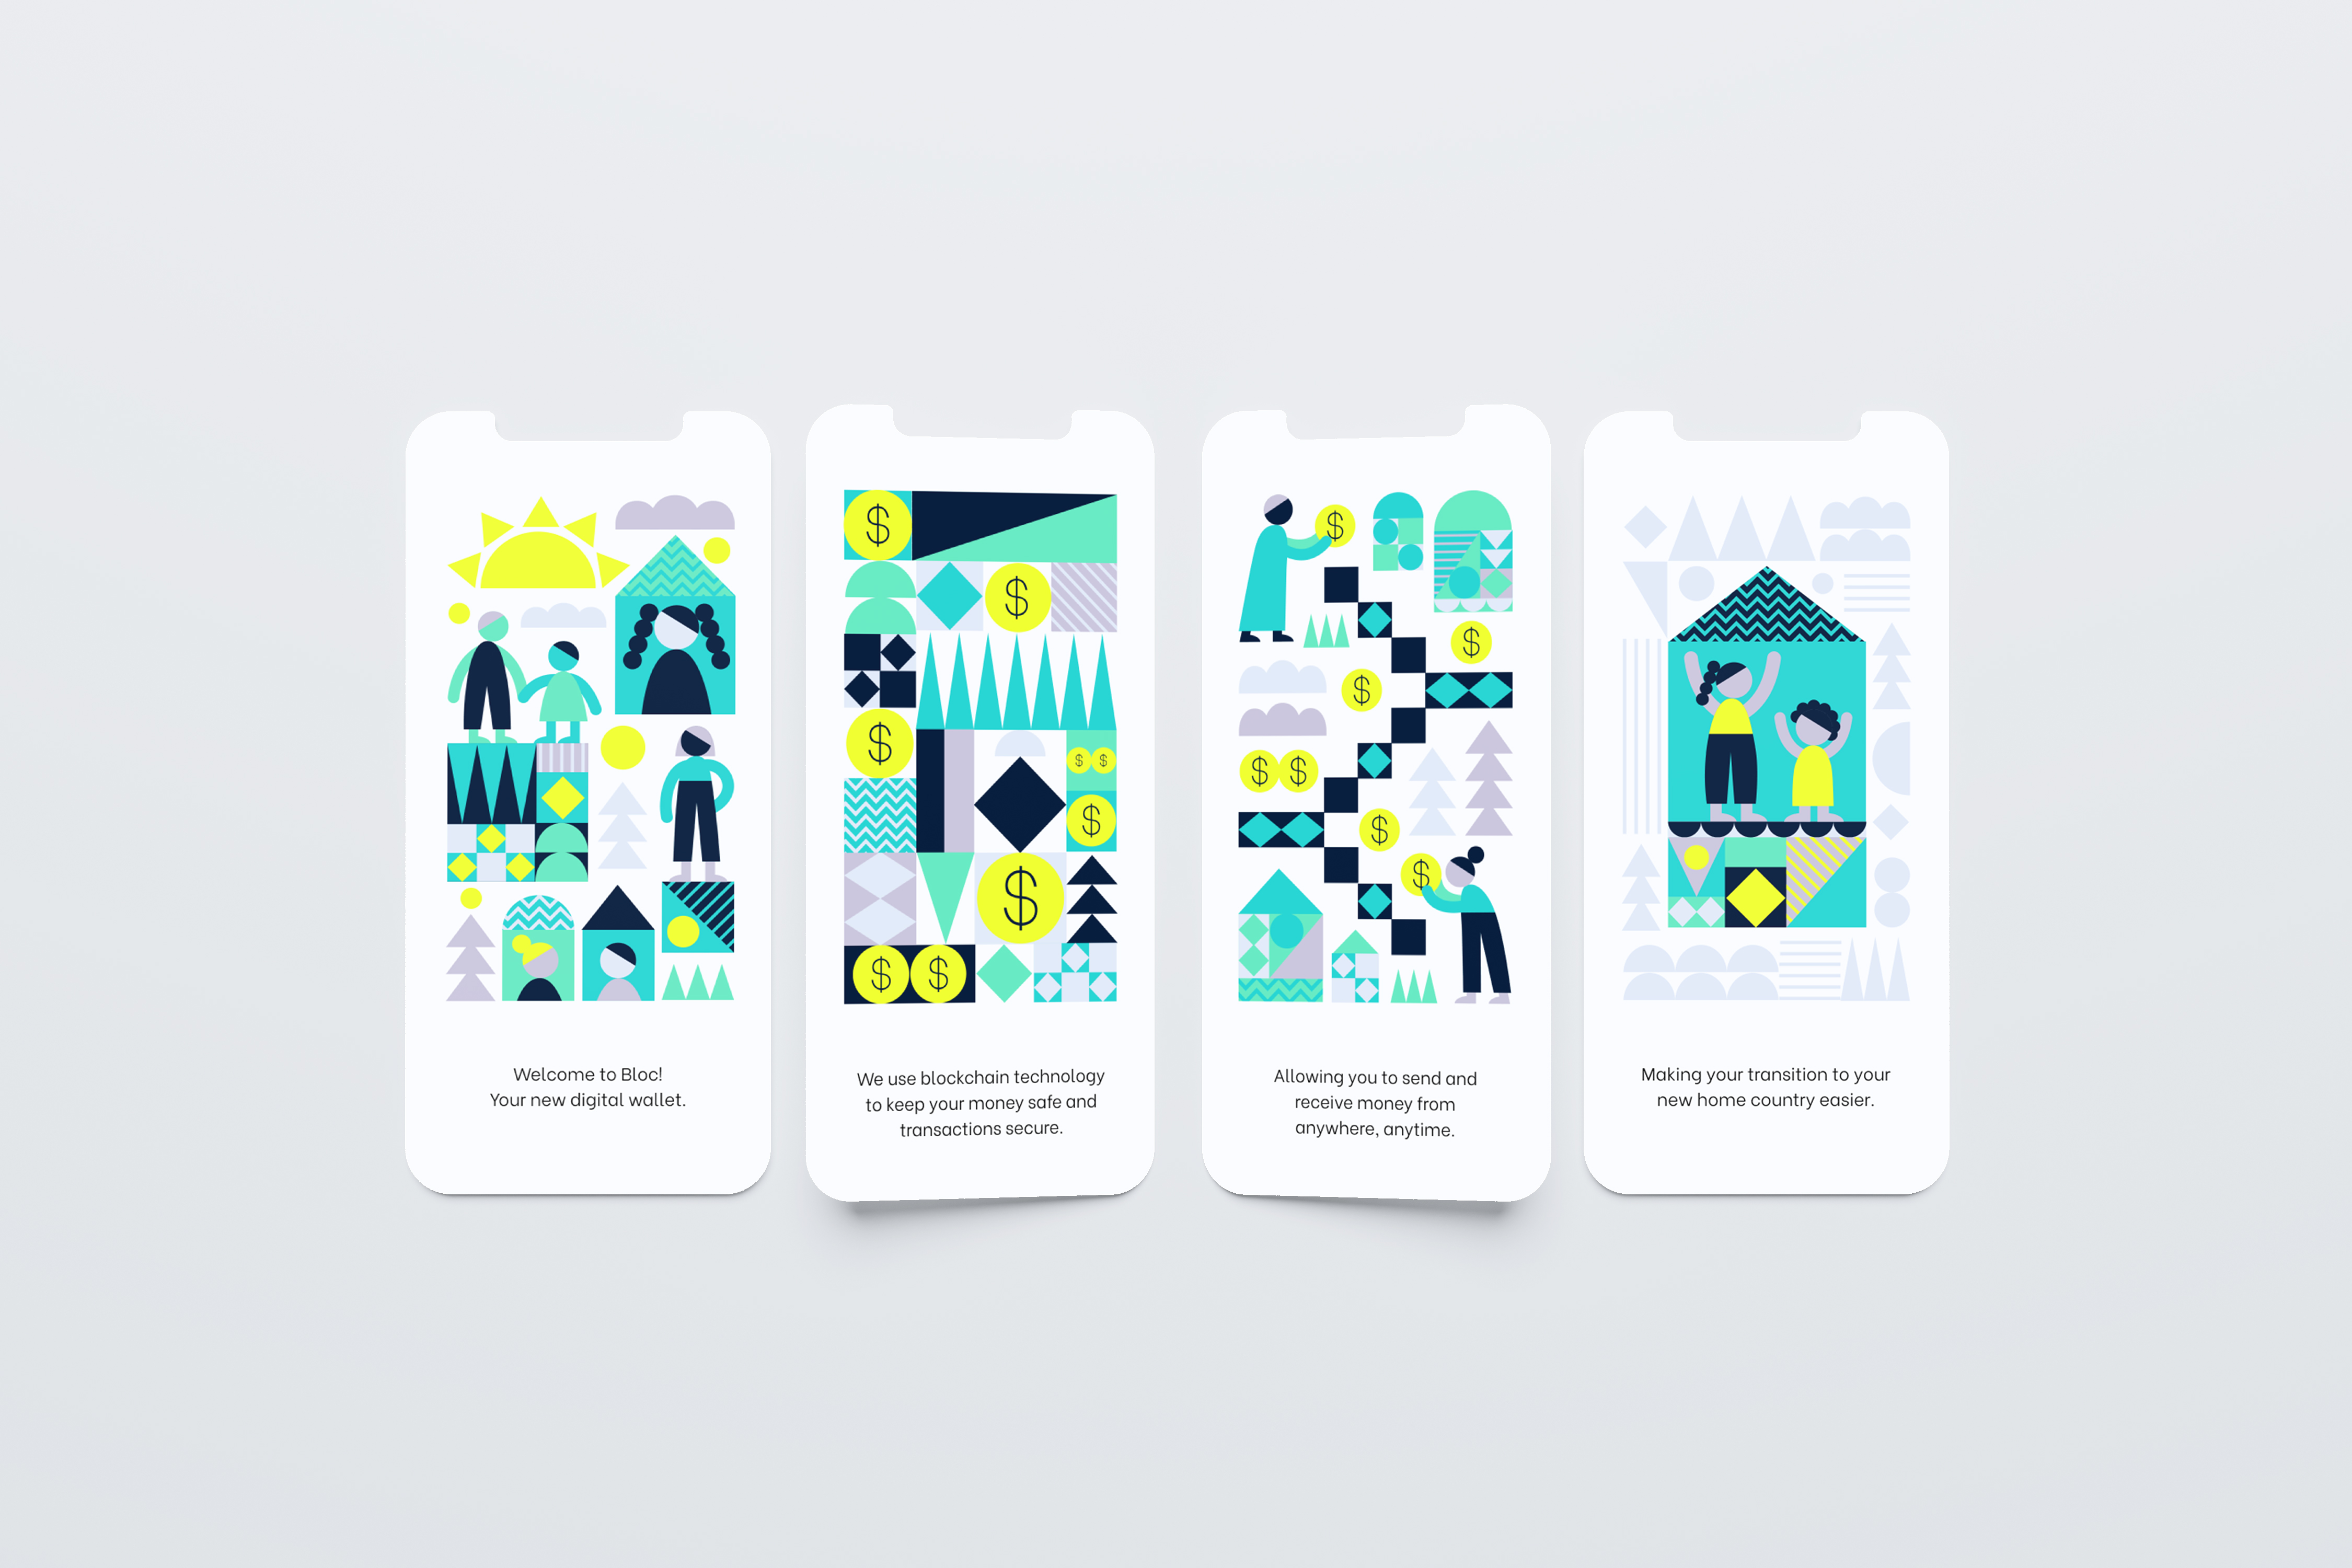 Welcome to Bloc!
Your new digital wallet.
We use blockchain technology
to keep your money safe and
transactions secure.
Allowing you to send and
receive money from
anywhere, anytime.
Making your transition to your
new home country easier.
$
$
$
$ $
$
$
$ $
$
$
$
$ $
$
$